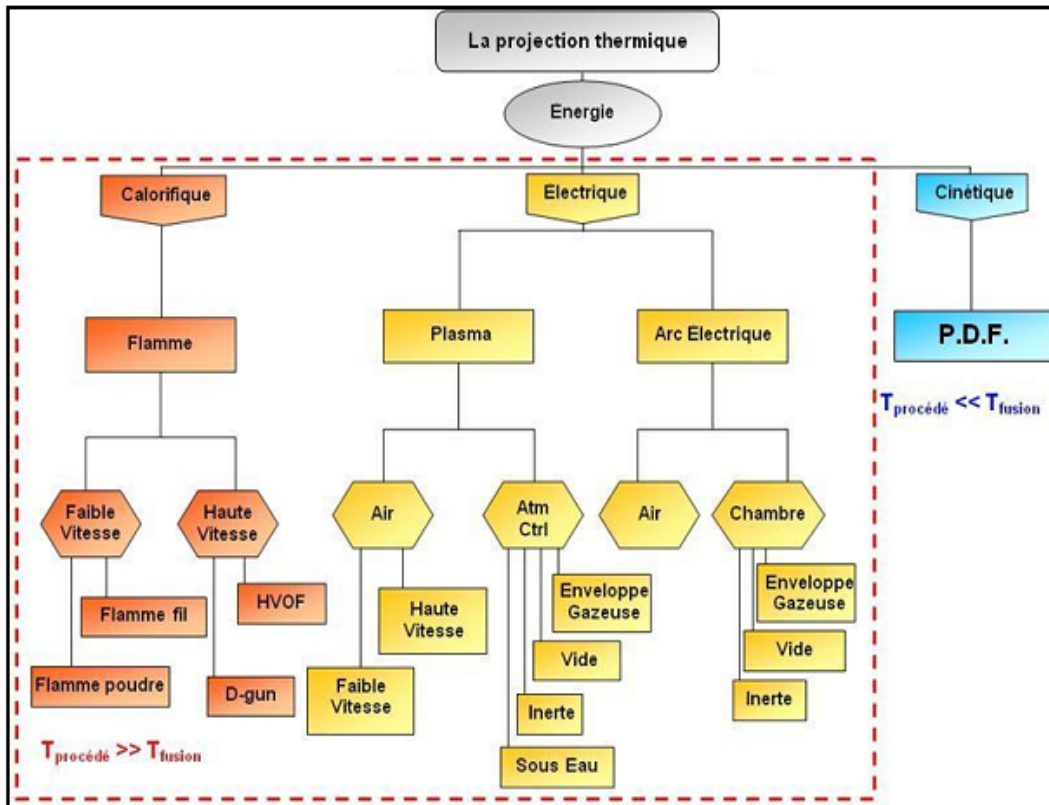 La projection thermique
Energie
Calorifique
Electrique
Cinétique
Flamme
Plasma
Arc Electrique
P.D.F.
Tprocédé << Tfusion
Faible
Vitesse
Haute
Vitesse
Air
Atm
Ctrl
Air
Chambre
Flamme fil
HVOF
Haute
Vitesse
Enveloppe
Gazeuse
Enveloppe
Gazeuse
Flamme poudre
D-gun
Faible
Vitesse
Vide
Vide
Inerte
Inerte
Sous Eau
Tprocédé >> Tfusion